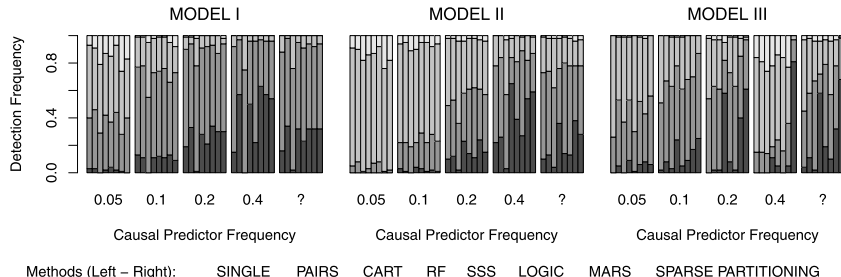 MODEL I MODEL II MODEL III
Detection Frequency
0.8
0.4
0.0
0.05 0.1 0.2 0.4 ? 0.05 0.1 0.2 0.4 ? 0.05 0.1 0.2 0.4 ?
Causal Predictor Frequency Causal Predictor Frequency Causal Predictor Frequency
Methods (Left − Right): SINGLE PAIRS CART RF SSS LOGIC MARS SPARSE PARTITIONING